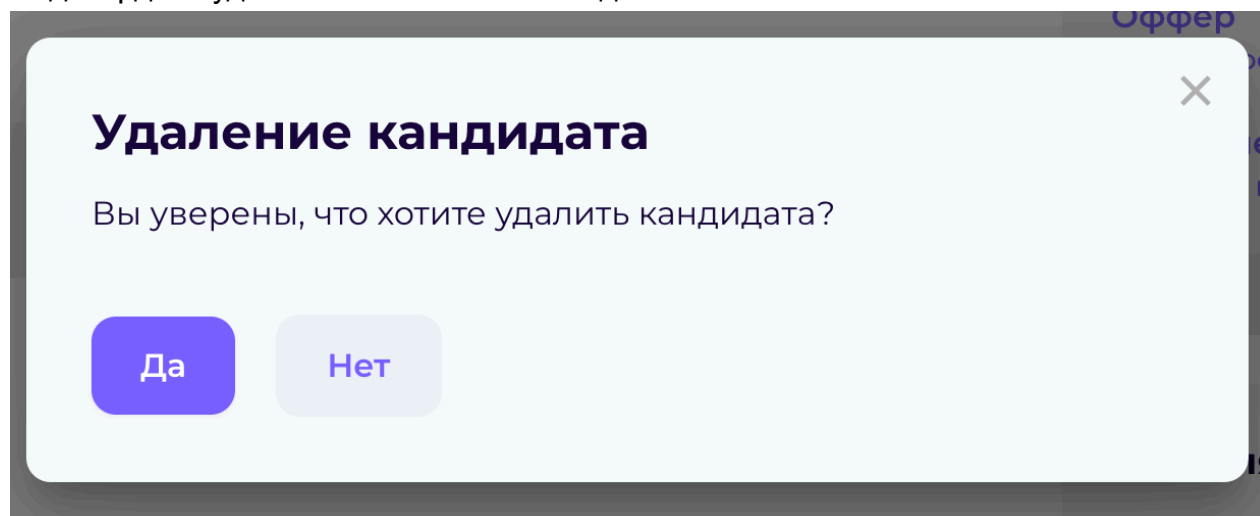 Оффер
Удаление кандидата
Вы уверены, что хотите удалить кандидата?
Да
Нет